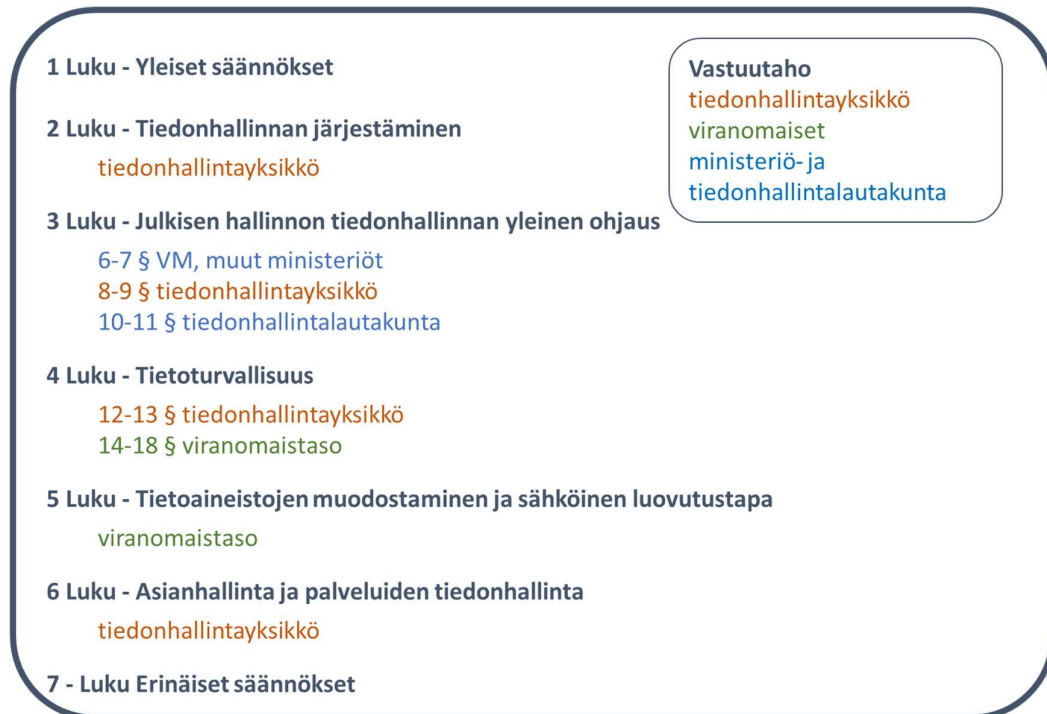 1 Luku - Yleiset säännökset
2 Luku - Tiedonhallinnan järjestäminen
tiedonhallintayksikkö
3 Luku - Julkisen hallinnon tiedonhallinnan yleinen ohjaus
6-7 § VM, muut ministeriöt
8-9 § tiedonhallintayksikkö
10-11 § tiedonhallintalautakunta
4 Luku - Tietoturvallisuus
12-13 § tiedonhallintayksikkö
14-18 § viranomaistaso
5 Luku - Tietoaineistojen muodostaminen ja sähköinen luovutustapa
viranomaistaso
6 Luku - Asianhallinta ja palveluiden tiedonhallinta
tiedonhallintayksikkö
7 - Luku Erinäiset säännökset
Vastuutaho
tiedonhallintayksikkö
viranomaiset
ministeriö- ja
tiedonhallintalautakunta